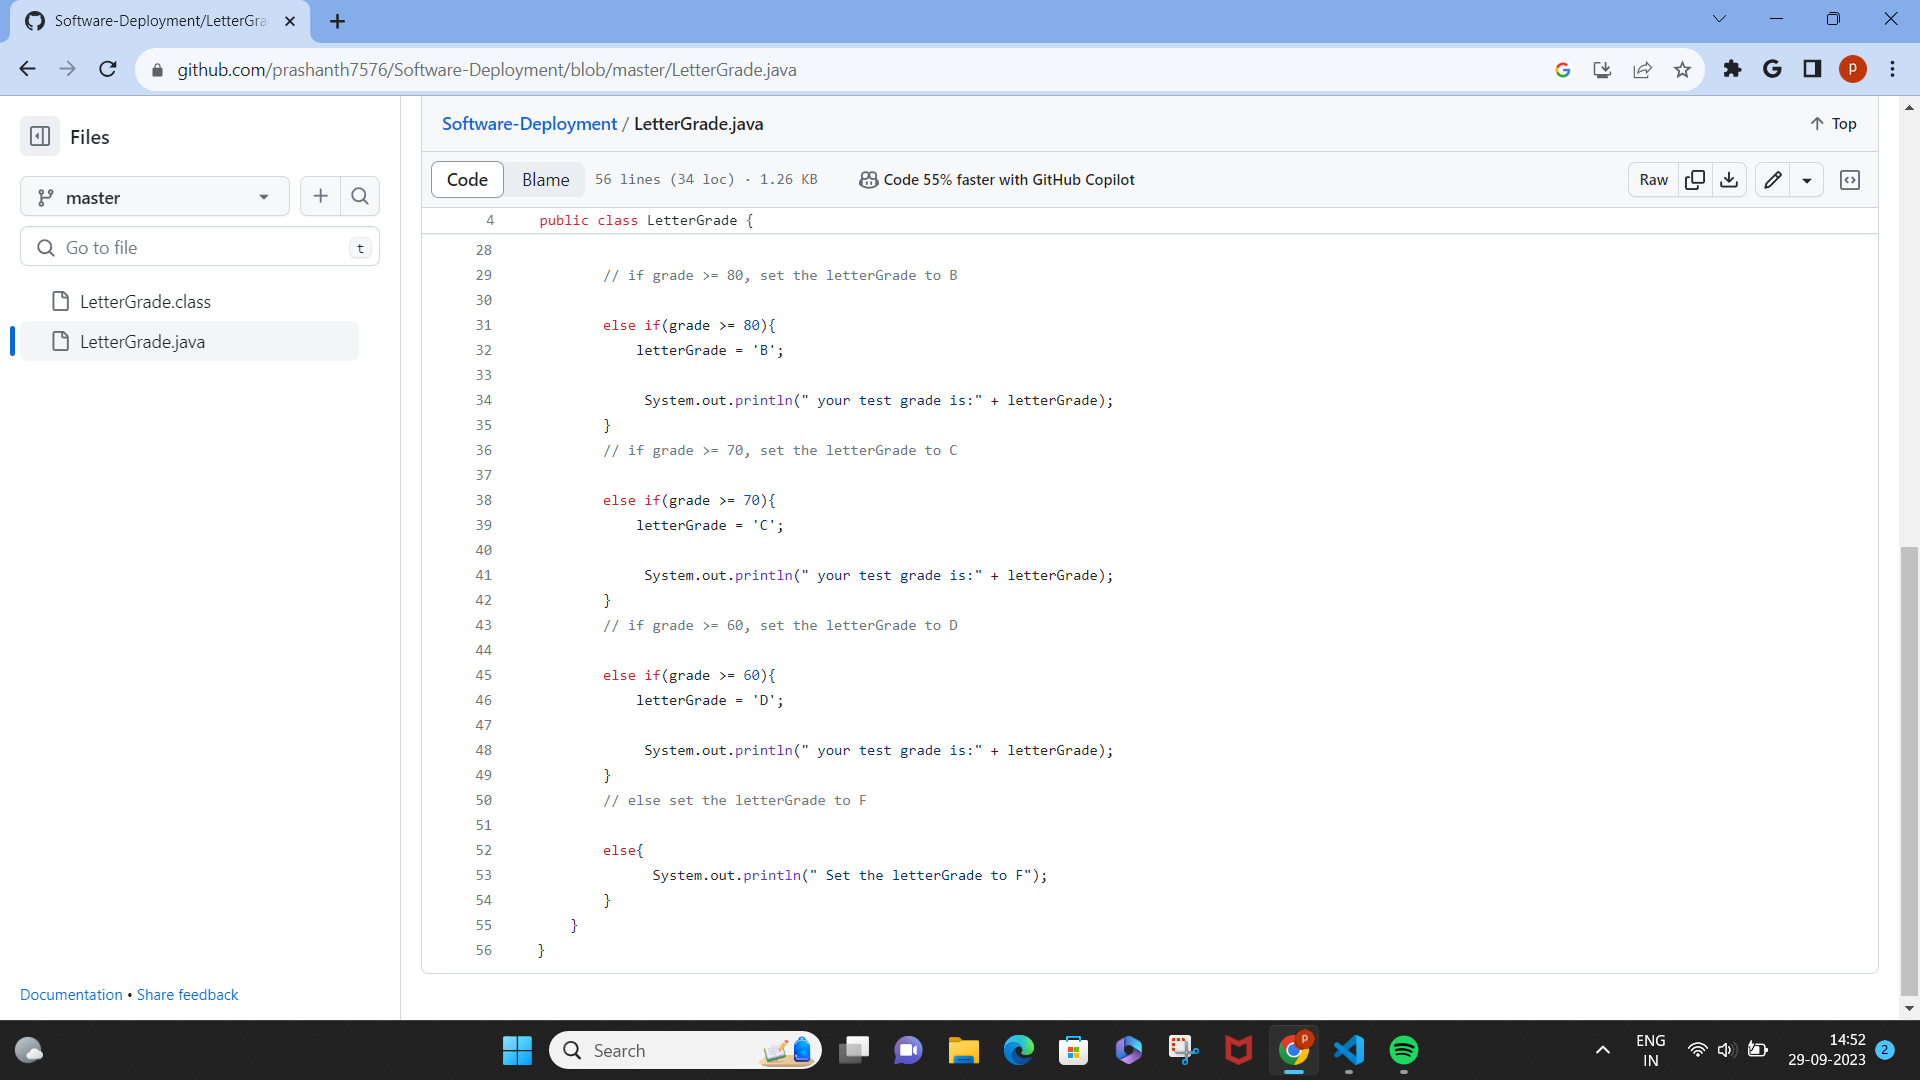 Software-Deployment/LetterGra
github.com/prashanth7576/Software-Deployment/blob/master/LetterGrade.java
P
Files
master
Go to file
t
LetterGrade.class
LetterGrade.java
Documentation • Share feedback
Software-Deployment / LetterGrade.java
Top
Code
Blame
56 lines (34 loc) · 1.26 KB
Code 55% faster with GitHub Copilot
Raw
4 public class LetterGrade {
28
29 // if grade >= 80, set the letterGrade to B
30
31 else if(grade >= 80){
32 letterGrade = 'B';
33
34 System.out.println(" your test grade is:" + letterGrade);
35 }
36 // if grade >= 70, set the letterGrade to C
37
38 else if(grade >= 70){
39 letterGrade = 'C';
40
41 System.out.println(" your test grade is:" + letterGrade);
42 }
43 // if grade >= 60, set the letterGrade to D
44
45 else if(grade >= 60){
46 letterGrade = 'D';
47
48 System.out.println(" your test grade is:" + letterGrade);
49 }
50 // else set the letterGrade to F
51
52 else{
53 System.out.println(" Set the letterGrade to F");
54 }
55 }
56 }
Search
P
ENG
IN
14:52
29-09-2023
2